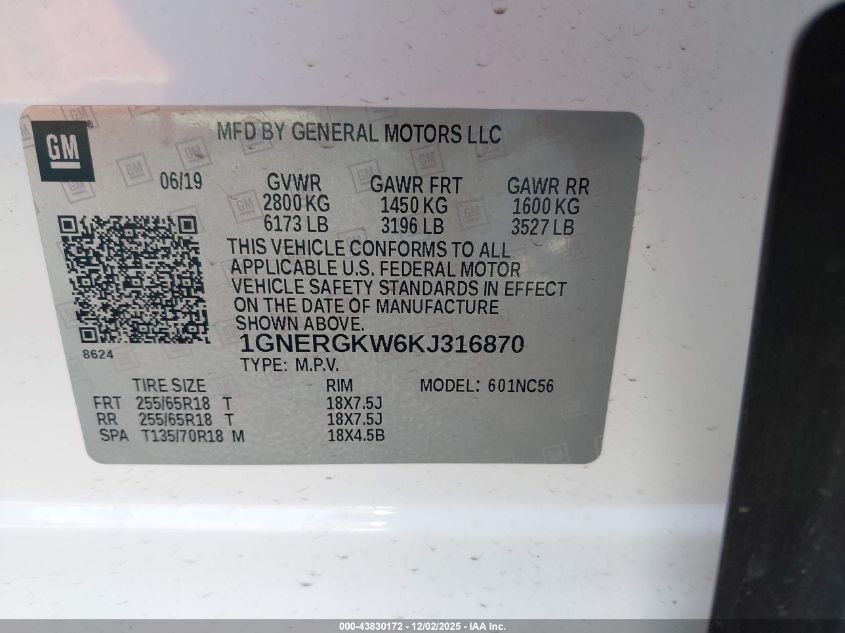 GM
MFD BY GENERAL MOTORS LLC
06/19 GVWR GAWR FRT GAWR RR
2800 KG 1450 KG 1600 KG
6173 LB 3196 LB 3527 LB
THIS VEHICLE CONFORMS TO ALL
APPLICABLE U.S. FEDERAL MOTOR
VEHICLE SAFETY STANDARDS IN EFFECT
ON THE DATE OF MANUFACTURE
SHOWN ABOVE.
8624
1GNERGKW6KJ316870
TYPE: M.P.V.
TIRE SIZE RIM MODEL: 601NC56
FRT 255/65R18 T 18X7.5J
RR 255/65R18 T 18X7.5J
SPA T135/70R18 M 18X4.5B
000-43830172 - 12/02/2025 - IAA Inc.